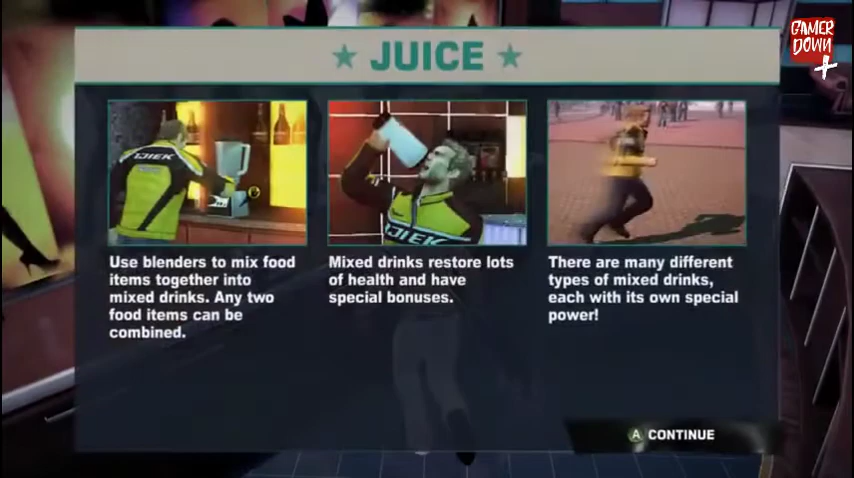 GAMER
DOWN
+
★ JUICE ★
IJIEK
IJIEK
Use blenders to mix food
items together into
mixed drinks. Any two
food items can be
combined.
Mixed drinks restore lots
of health and have
special bonuses.
There are many different
types of mixed drinks,
each with its own special
power!
A CONTINUE